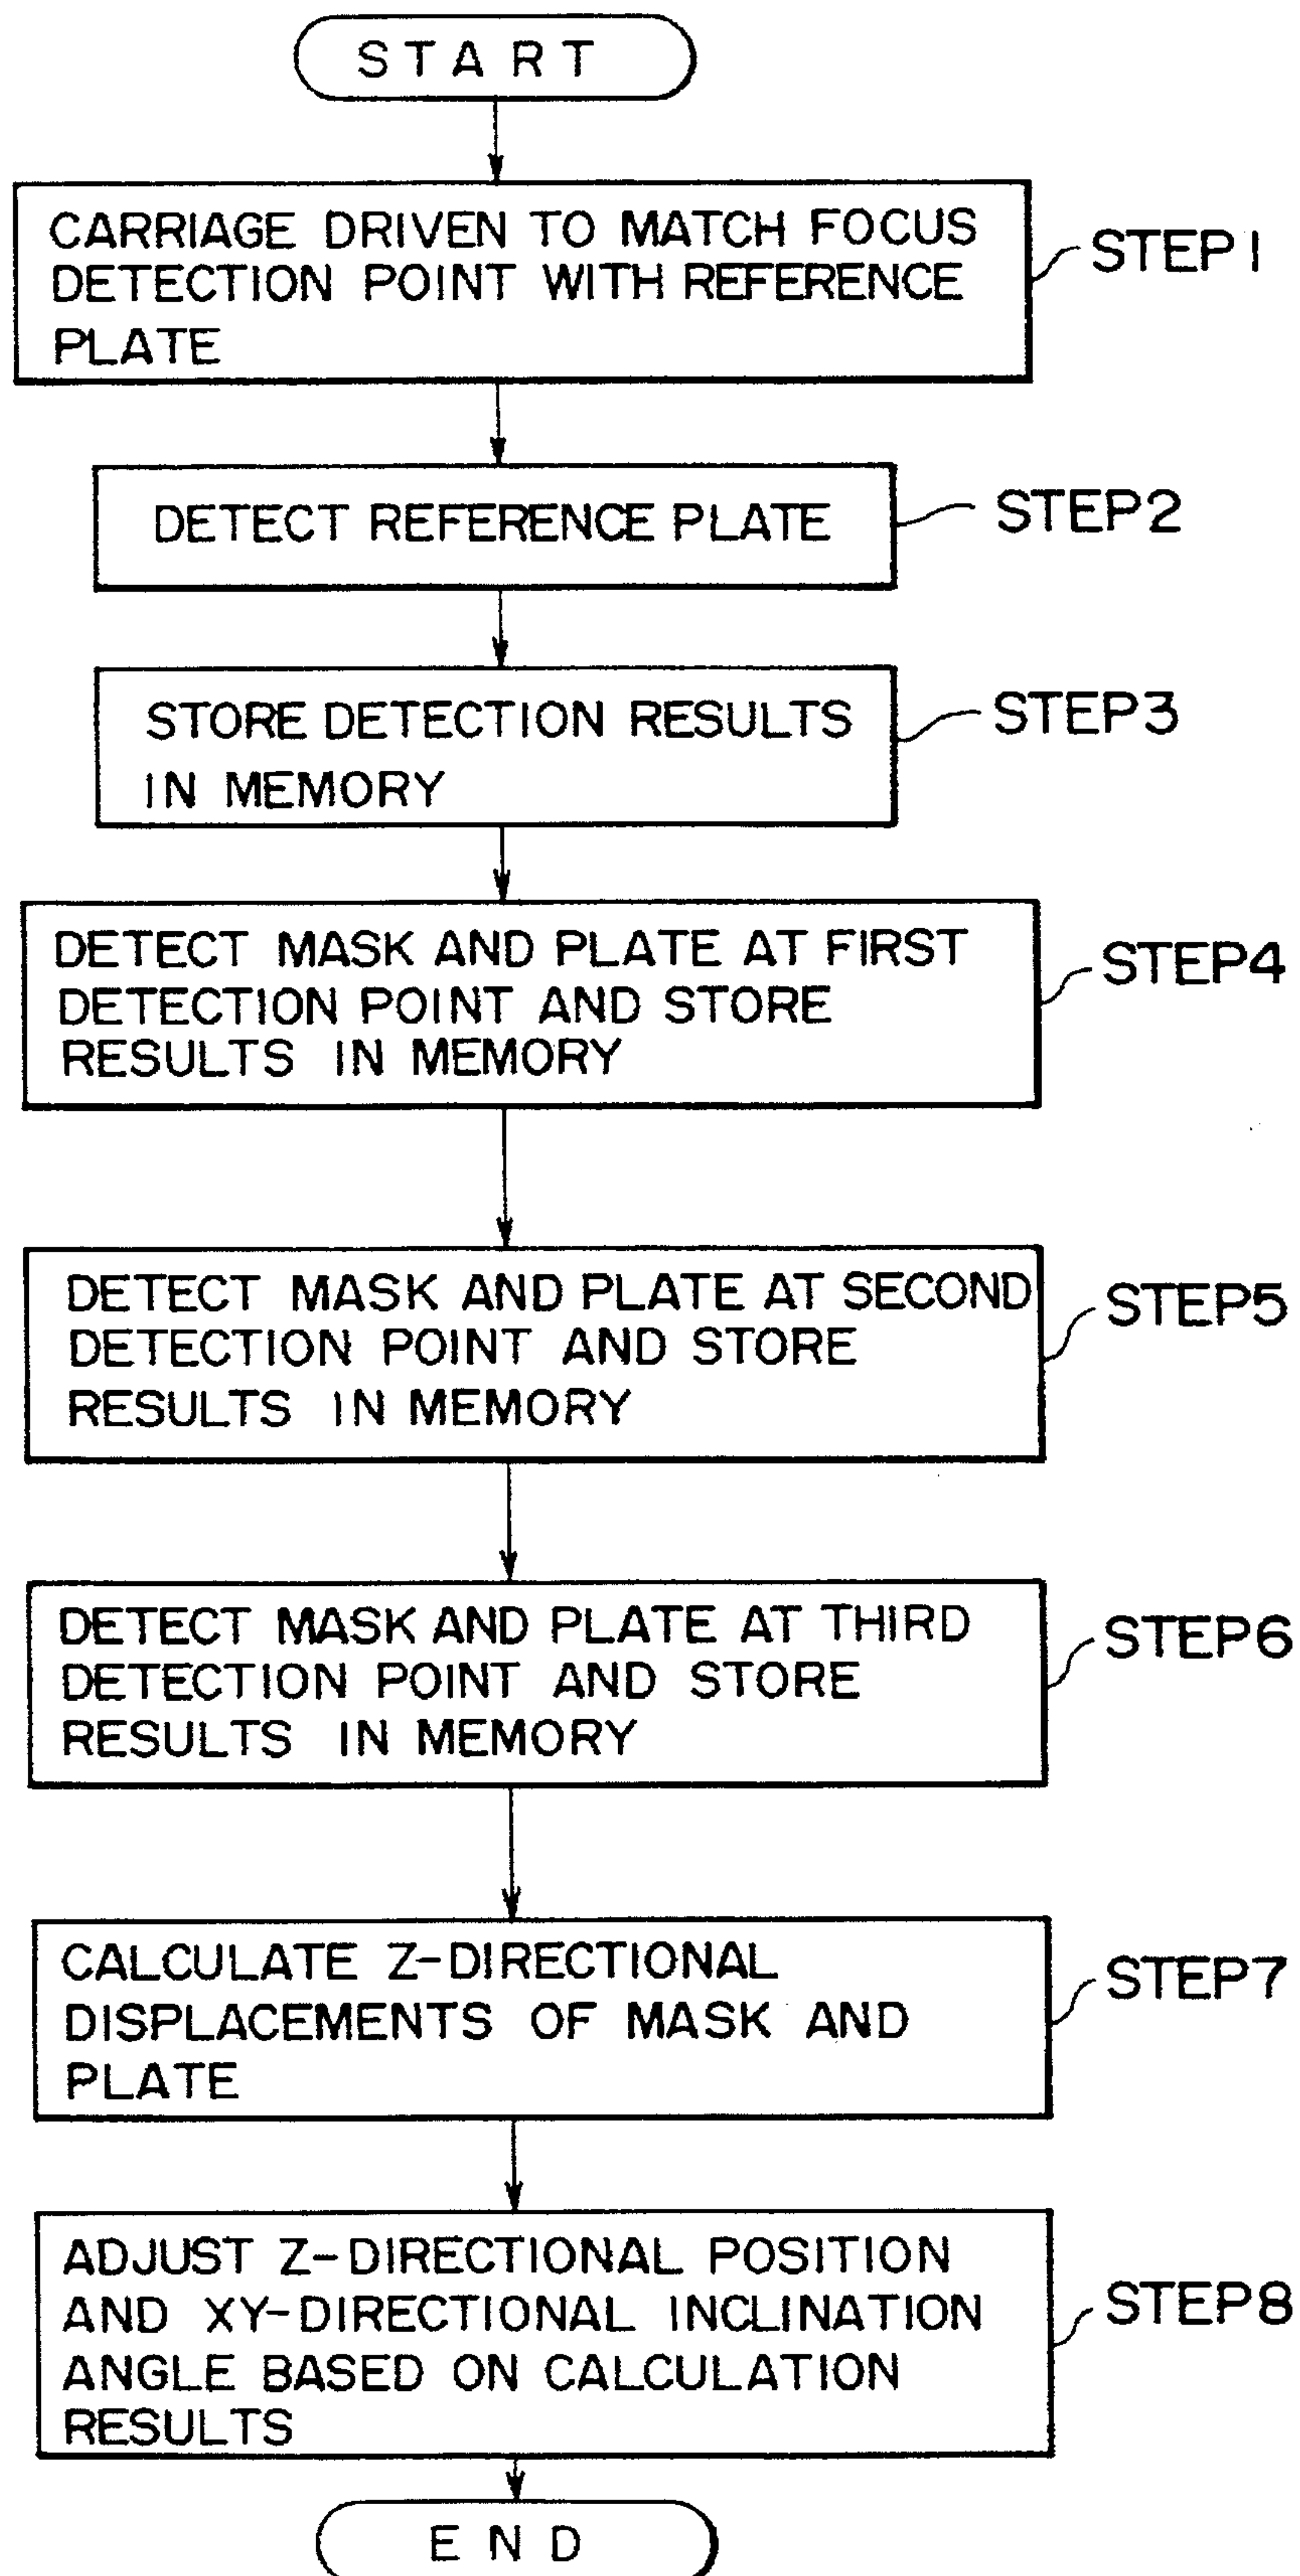 START
CARRIAGE DRIVEN TO MATCH FOCUS
DETECTION POINT WITH REFERENCE
PLATE
STEP1
DETECT REFERENCE PLATE
STEP2
STORE DETECTION RESULTS
IN MEMORY
STEP3
DETECT MASK AND PLATE AT FIRST
DETECTION POINT AND STORE
RESULTS IN MEMORY
STEP4
DETECT MASK AND PLATE AT SECOND
DETECTION POINT AND STORE
RESULTS IN MEMORY
STEP5
DETECT MASK AND PLATE AT THIRD
DETECTION POINT AND STORE
RESULTS IN MEMORY
STEP6
CALCULATE Z-DIRECTIONAL
DISPLACEMENTS OF MASK AND
PLATE
STEP7
ADJUST Z-DIRECTIONAL POSITION
AND XY-DIRECTIONAL INCLINATION
ANGLE BASED ON CALCULATION
RESULTS
STEP8
END